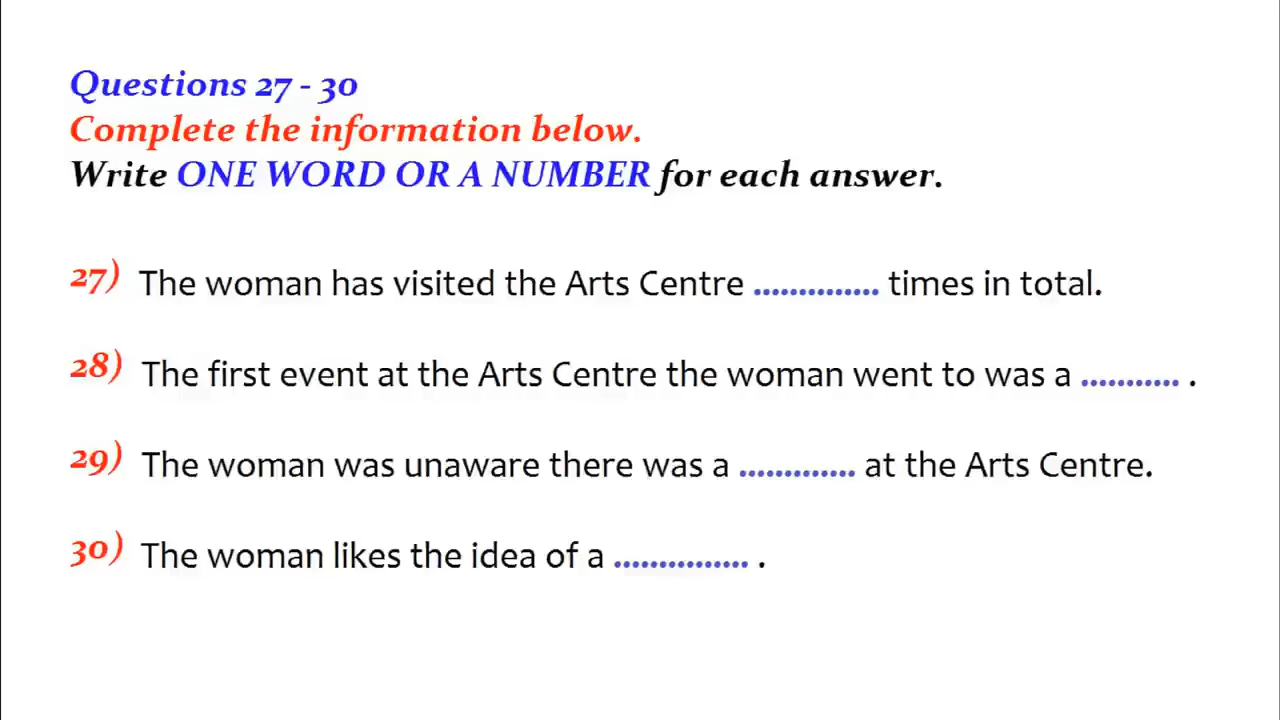 Questions 27 - 30
Complete the information below.
Write ONE WORD OR A NUMBER for each answer.
27) The woman has visited the Arts Centre .............. times in total.
28) The first event at the Arts Centre the woman went to was a ........... .
29) The woman was unaware there was a ............. at the Arts Centre.
30) The woman likes the idea of a ............... .